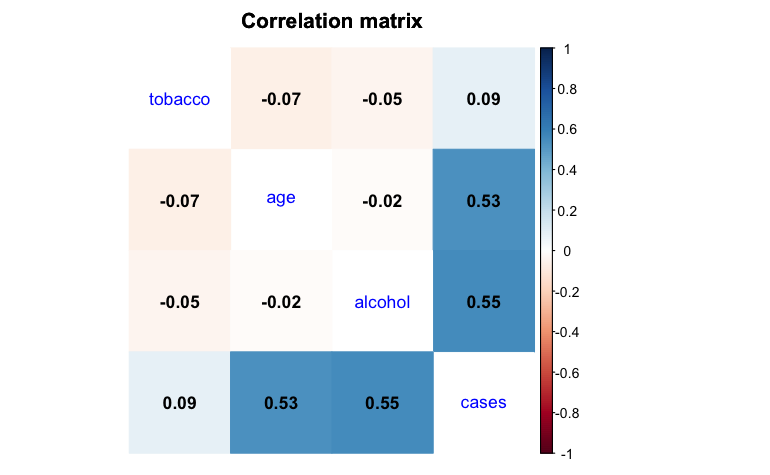 Correlation matrix
tobacco -0.07 -0.05 0.09
-0.07 age -0.02 0.53
-0.05 -0.02 alcohol 0.55
0.09 0.53 0.55 cases
1
0.8
0.6
0.4
0.2
0
-0.2
-0.4
-0.6
-0.8
-1